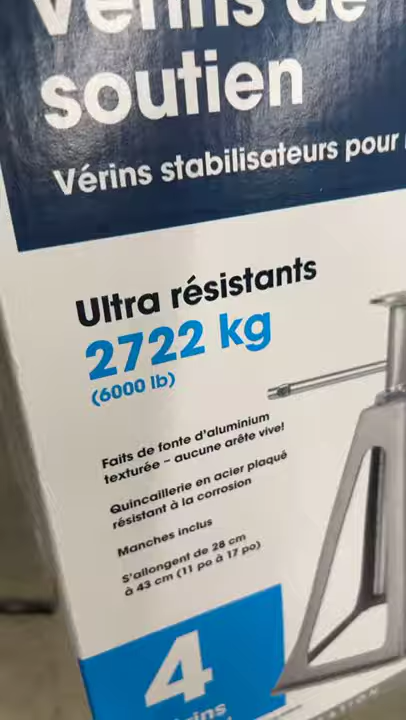 Vérins de
soutien
Vérins stabilisateurs pour
Ultra résistants
2722 kg
(6000 lb)
Faits de fonte d'aluminium
texturée – aucune arête vive!
Quincaillerie en acier plaqué
résistant à la corrosion
Manches inclus
S'allongent de 28 cm
à 43 cm (11 po à 17 po)
4